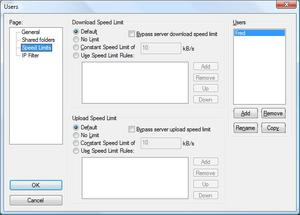 Users
Page:
General
Shared folders
Speed Limits
IP Filter
Download Speed Limit
Default
Bypass server download speed limit
No Limit
Constant Speed Limit of
10
kB/s
Use Speed Limit Rules:
Add
Remove
Up
Down
Upload Speed Limit
Default
Bypass server upload speed limit
No Limit
Constant Speed Limit of
10
kB/s
Use Speed Limit Rules:
Add
Remove
Up
Down
Users
Fred
Add
Remove
Rename
Copy
OK
Cancel